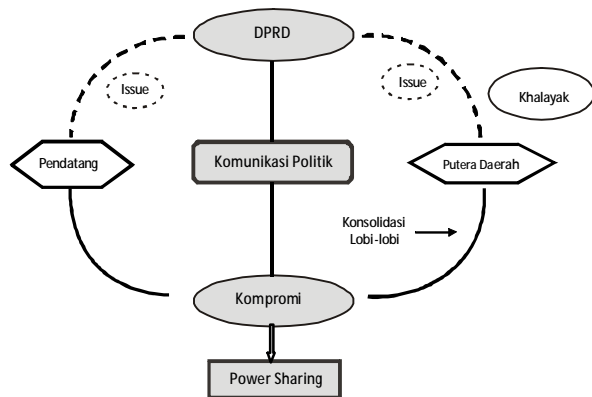 DPRD
Issue
Issue
Khalayak
Pendatang
Komunikasi Politik
Putera Daerah
Konsolidasi
Lobi-lobi
Kompromi
Power Sharing